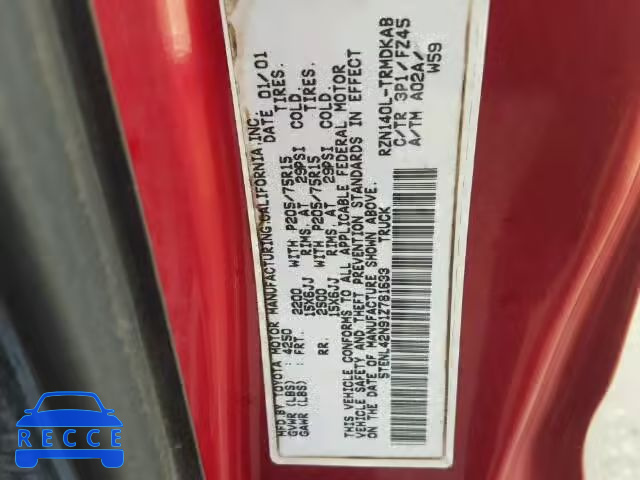 MFD.BY TOYOTA MOTOR MANUFACTURING CALIFORNIA,INC. 01/01
GVWR (LBS) : 4250
GAWR (LBS) : FRT. 2200 WITH P205/75R15 TIRES.
15X6JJ RIMS. AT 29PSI COLD.
RR. 2500 WITH P205/75R15 TIRES.
15X6JJ RIMS. AT 29PSI COLD.
THIS VEHICLE CONFORMS TO ALL APPLICABLE FEDERAL MOTOR
VEHICLE SAFETY AND THEFT PREVENTION STANDARDS IN EFFECT
ON THE DATE OF MANUFACTURE SHOWN ABOVE.
5TENL42N91Z781633 TRUCK
RZN140L-TRMDKAB
C/TR 3P1/FZ45
A/TM A02A/
W59
RECCE